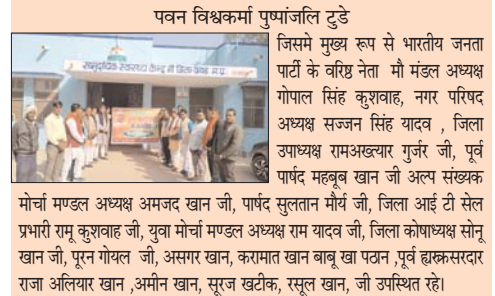 पवन विश्वकर्मा पुष्पांजलि टुडे
सामुदायिक स्वास्थ्य केन्द्र मौ जिला-भिण्ड म.प्र.
जिसमे मुख्य रूप से भारतीय जनता
पार्टी के वरिष्ठ नेता मौ मंडल अध्यक्ष
गोपाल सिंह कुशवाह, नगर परिषद
अध्यक्ष सज्जन सिंह यादव , जिला
उपाध्यक्ष रामअख्त्यार गुर्जर जी, पूर्व
पार्षद महबूब खान जी अल्प संख्यक
मोर्चा मण्डल अध्यक्ष अमजद खान जी, पार्षद सुलतान मौर्य जी, जिला आई टी सेल
प्रभारी रामू कुशवाह जी, युवा मोर्चा मण्डल अध्यक्ष राम यादव जी, जिला कोषाध्यक्ष सोनू
खान जी, पूरन गोयल जी, असगर खान, करामात खान बाबू खा पठान ,पूर्व ह्यस्क्रसरदार
राजा अलियार खान ,अमीन खान, सूरज खटीक, रसूल खान, जी उपस्थित रहे।